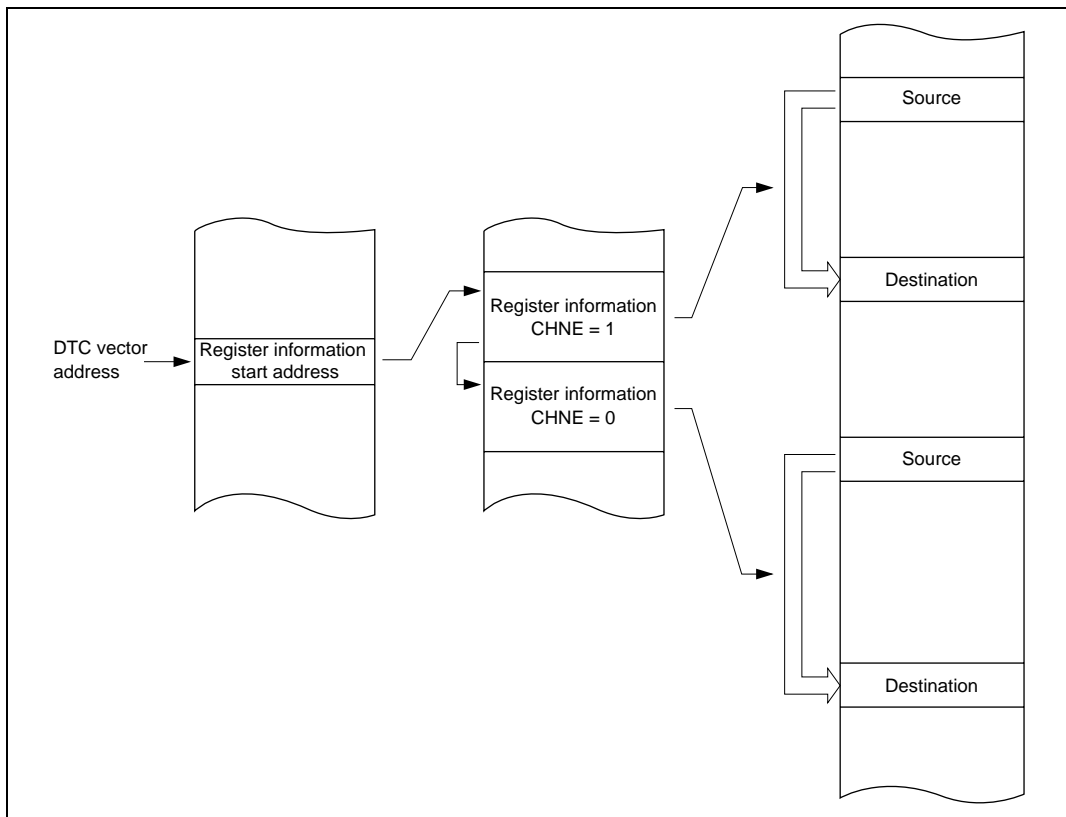 DTC vector
address
Register information
start address
Register information
CHNE = 1
Register information
CHNE = 0
Source
Destination
Source
Destination